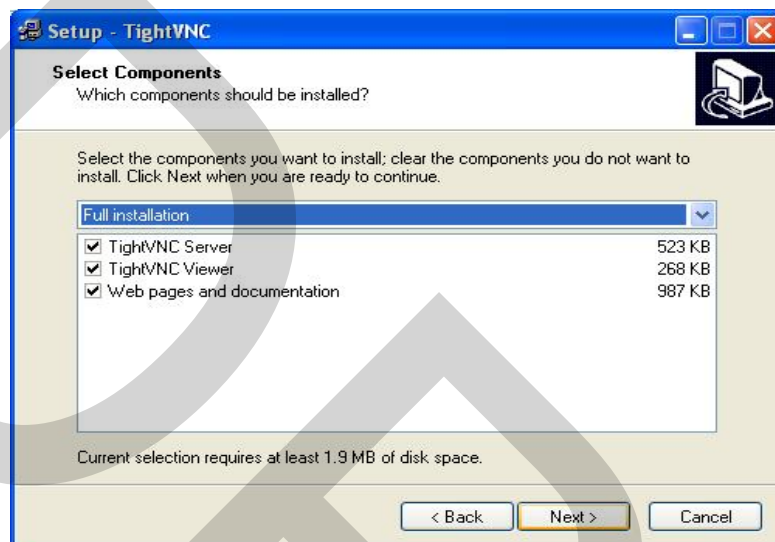 Setup - TightVNC
Select Components
Which components should be installed?
Select the components you want to install; clear the components you do not want to
install. Click Next when you are ready to continue.
Full installation
TightVNC Server 523 KB
TightVNC Viewer 268 KB
Web pages and documentation 987 KB
Current selection requires at least 1.9 MB of disk space.
< Back Next > Cancel